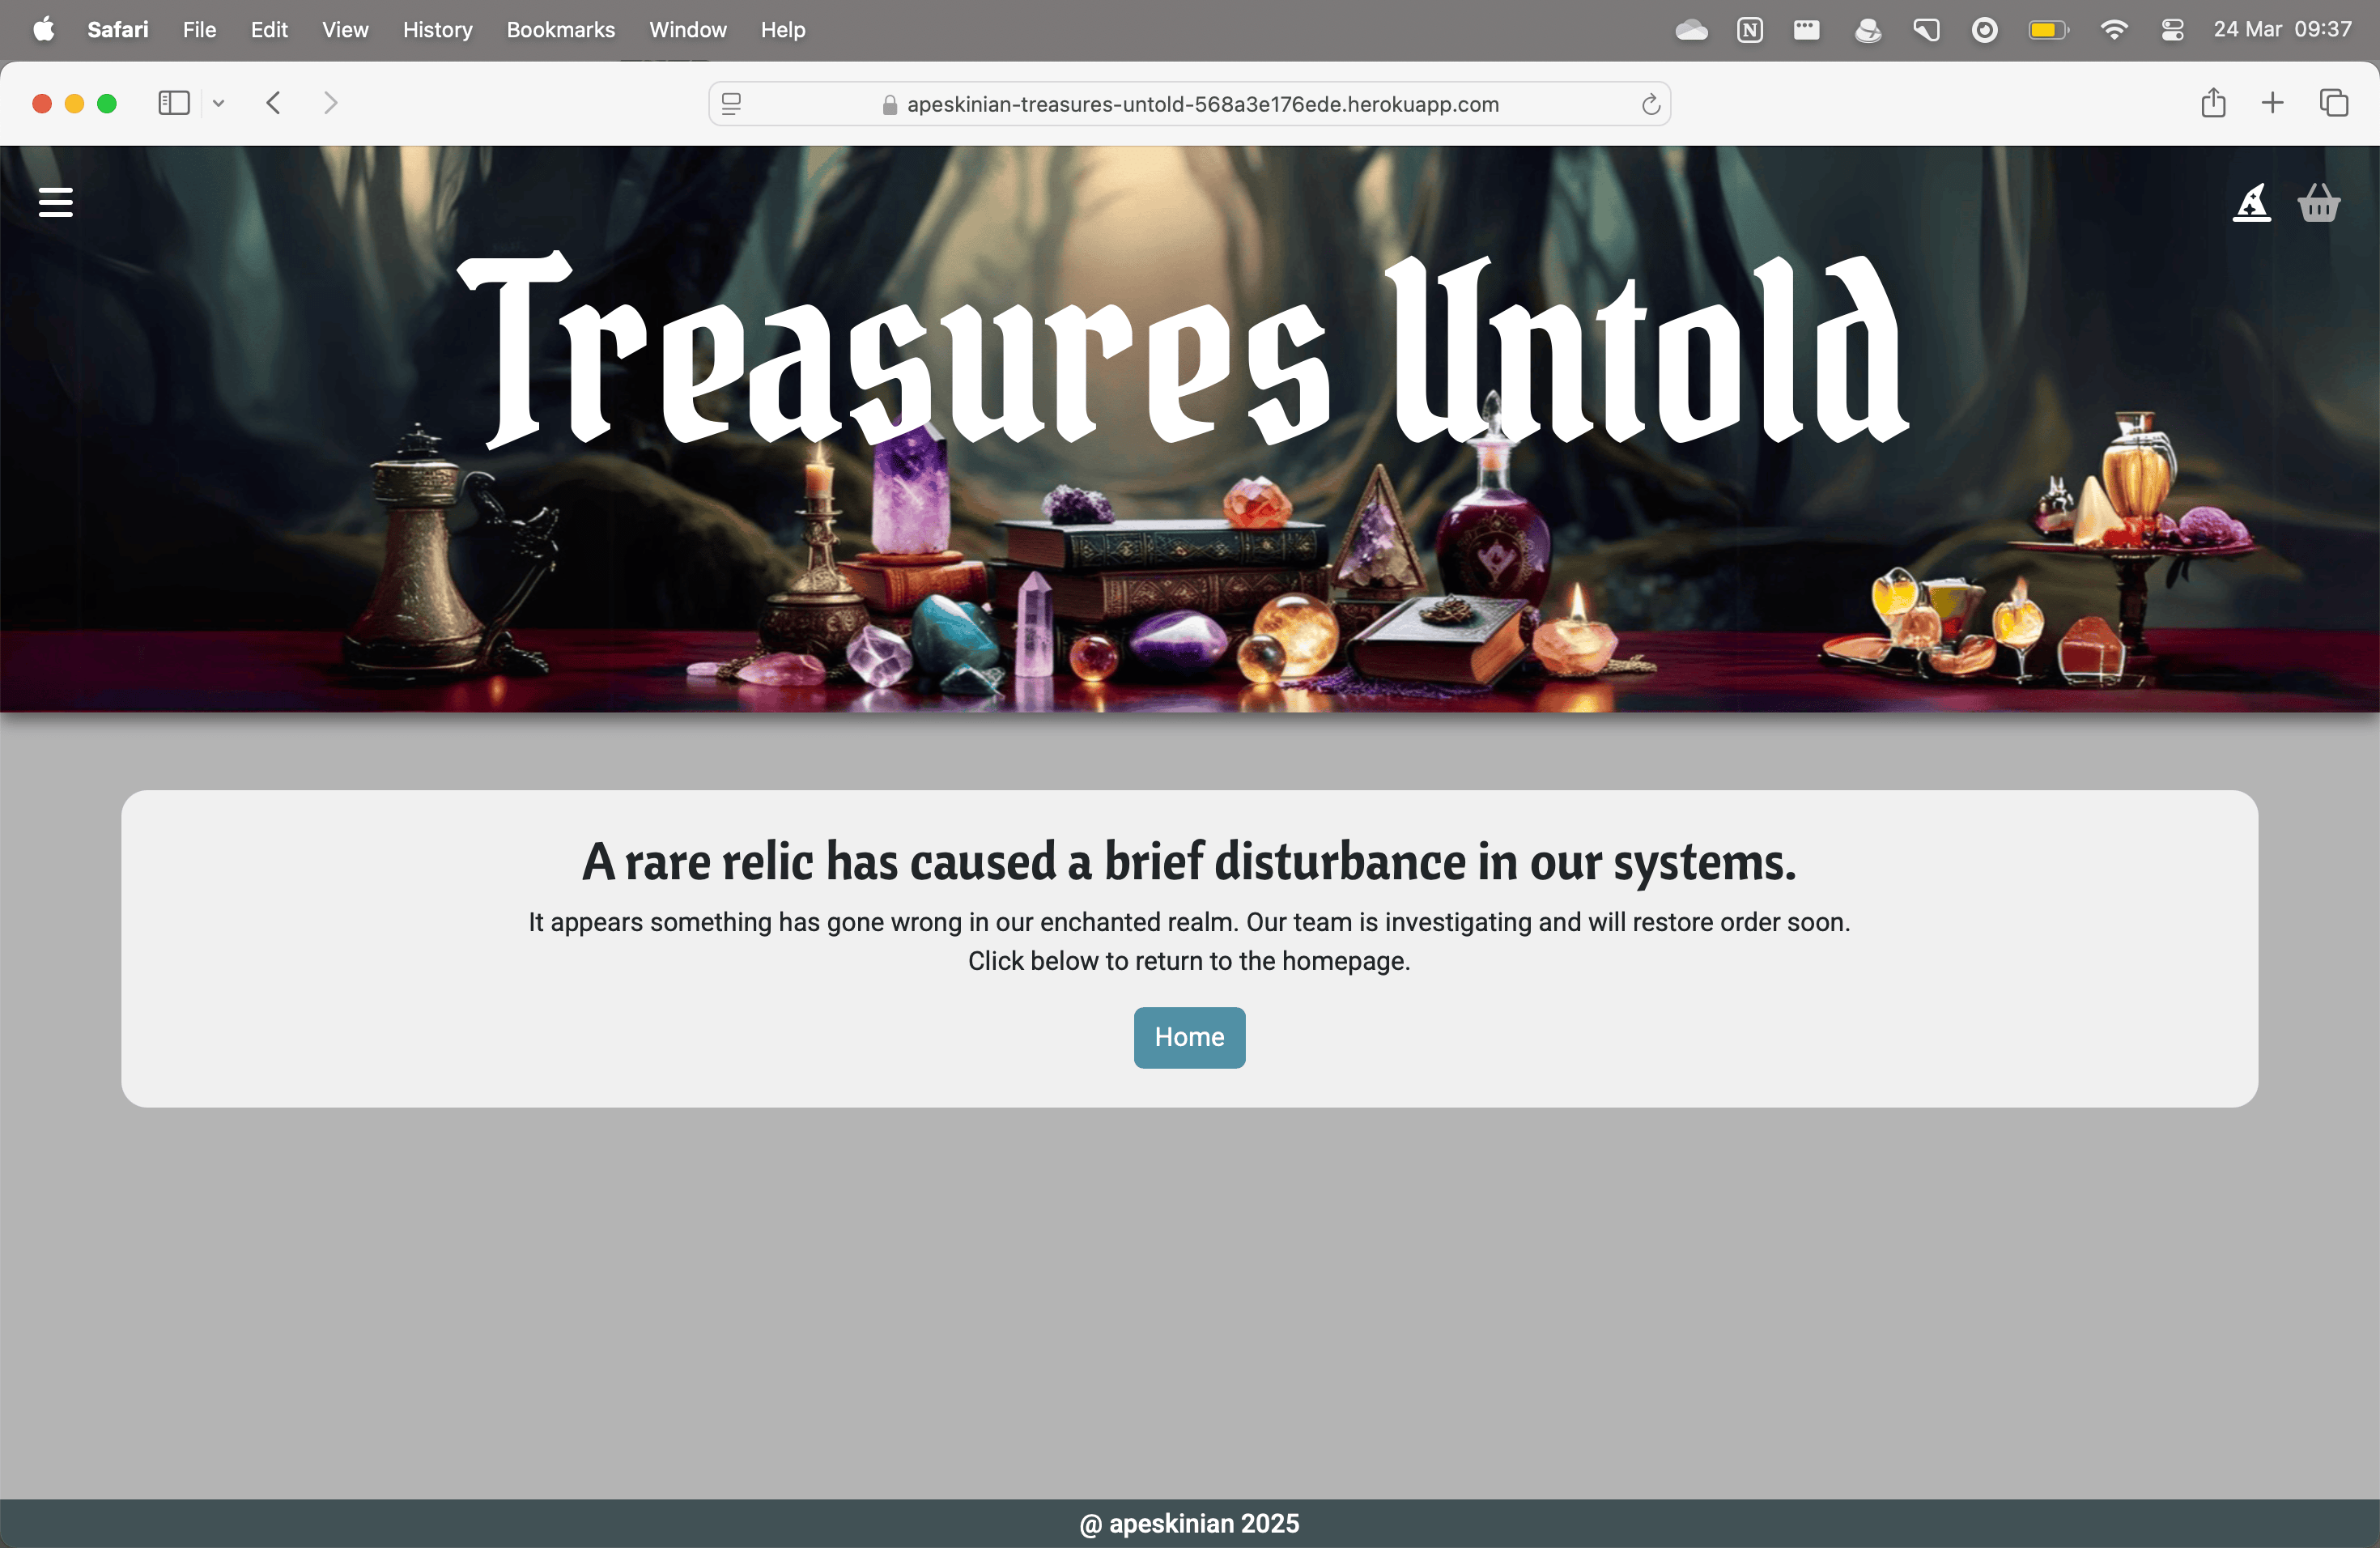 Safari File Edit View History Bookmarks Window Help 24 Mar 09:37
apeskinian-treasures-untold-568a3e176ede.herokuapp.com
Treasures Untold
A rare relic has caused a brief disturbance in our systems.
It appears something has gone wrong in our enchanted realm. Our team is investigating and will restore order soon.
Click below to return to the homepage.
Home
@ apeskinian 2025